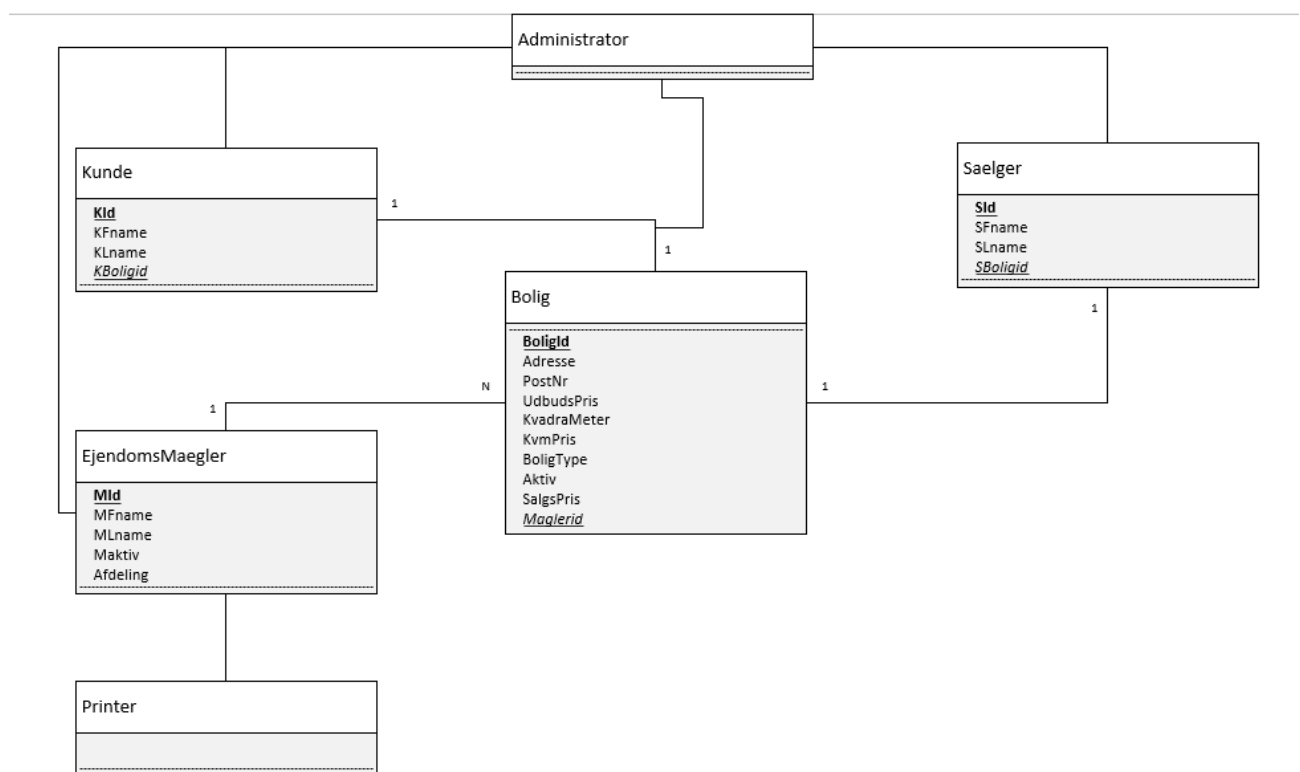 Administrator
Kunde
KId
KFname
KLname
KBoligid
1
1
Saelger
SId
SFname
SLname
SBoligid
1
Bolig
BoligId
Adresse
PostNr
UdbudsPris
KvadraMeter
KvmPris
BoligType
Aktiv
SalgsPris
Maglerid
N
1
1
EjendomsMaegler
MId
MFname
MLname
Maktiv
Afdeling
Printer